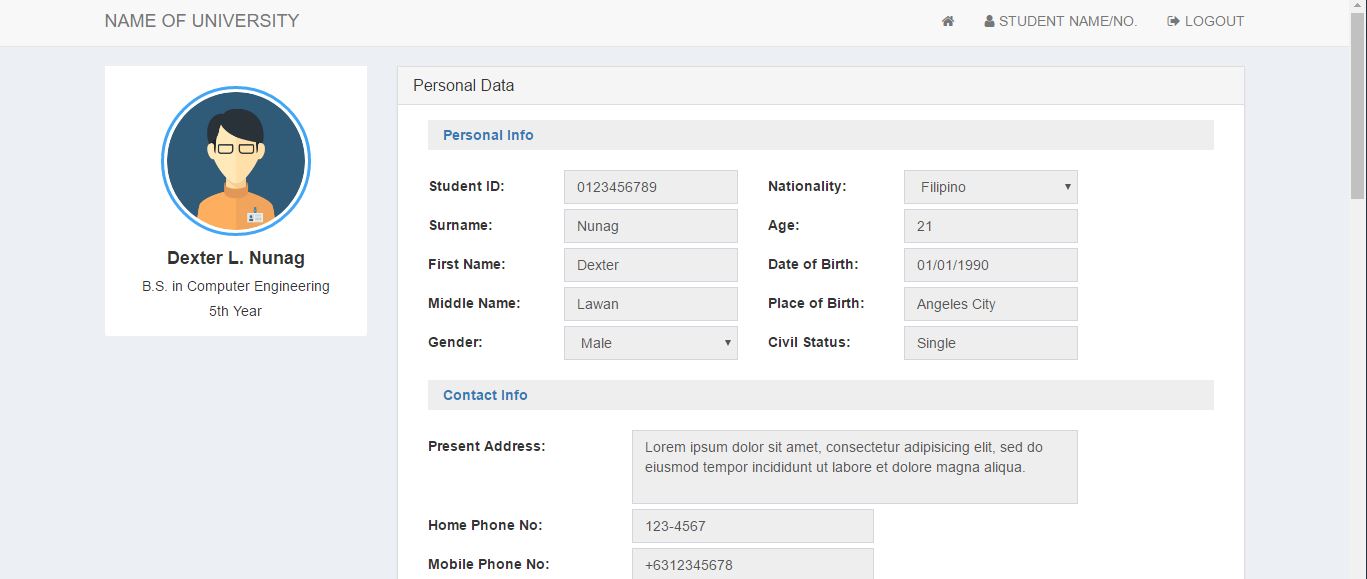 NAME OF UNIVERSITY
STUDENT NAME/NO.
LOGOUT
Dexter L. Nunag
B.S. in Computer Engineering
5th Year
Personal Data
Personal Info
Student ID: 0123456789 Nationality: Filipino
Surname: Nunag Age: 21
First Name: Dexter Date of Birth: 01/01/1990
Middle Name: Lawan Place of Birth: Angeles City
Gender: Male Civil Status: Single
Contact Info
Present Address: Lorem ipsum dolor sit amet, consectetur adipisicing elit, sed do
eiusmod tempor incididunt ut labore et dolore magna aliqua.
Home Phone No: 123-4567
Mobile Phone No: +6312345678